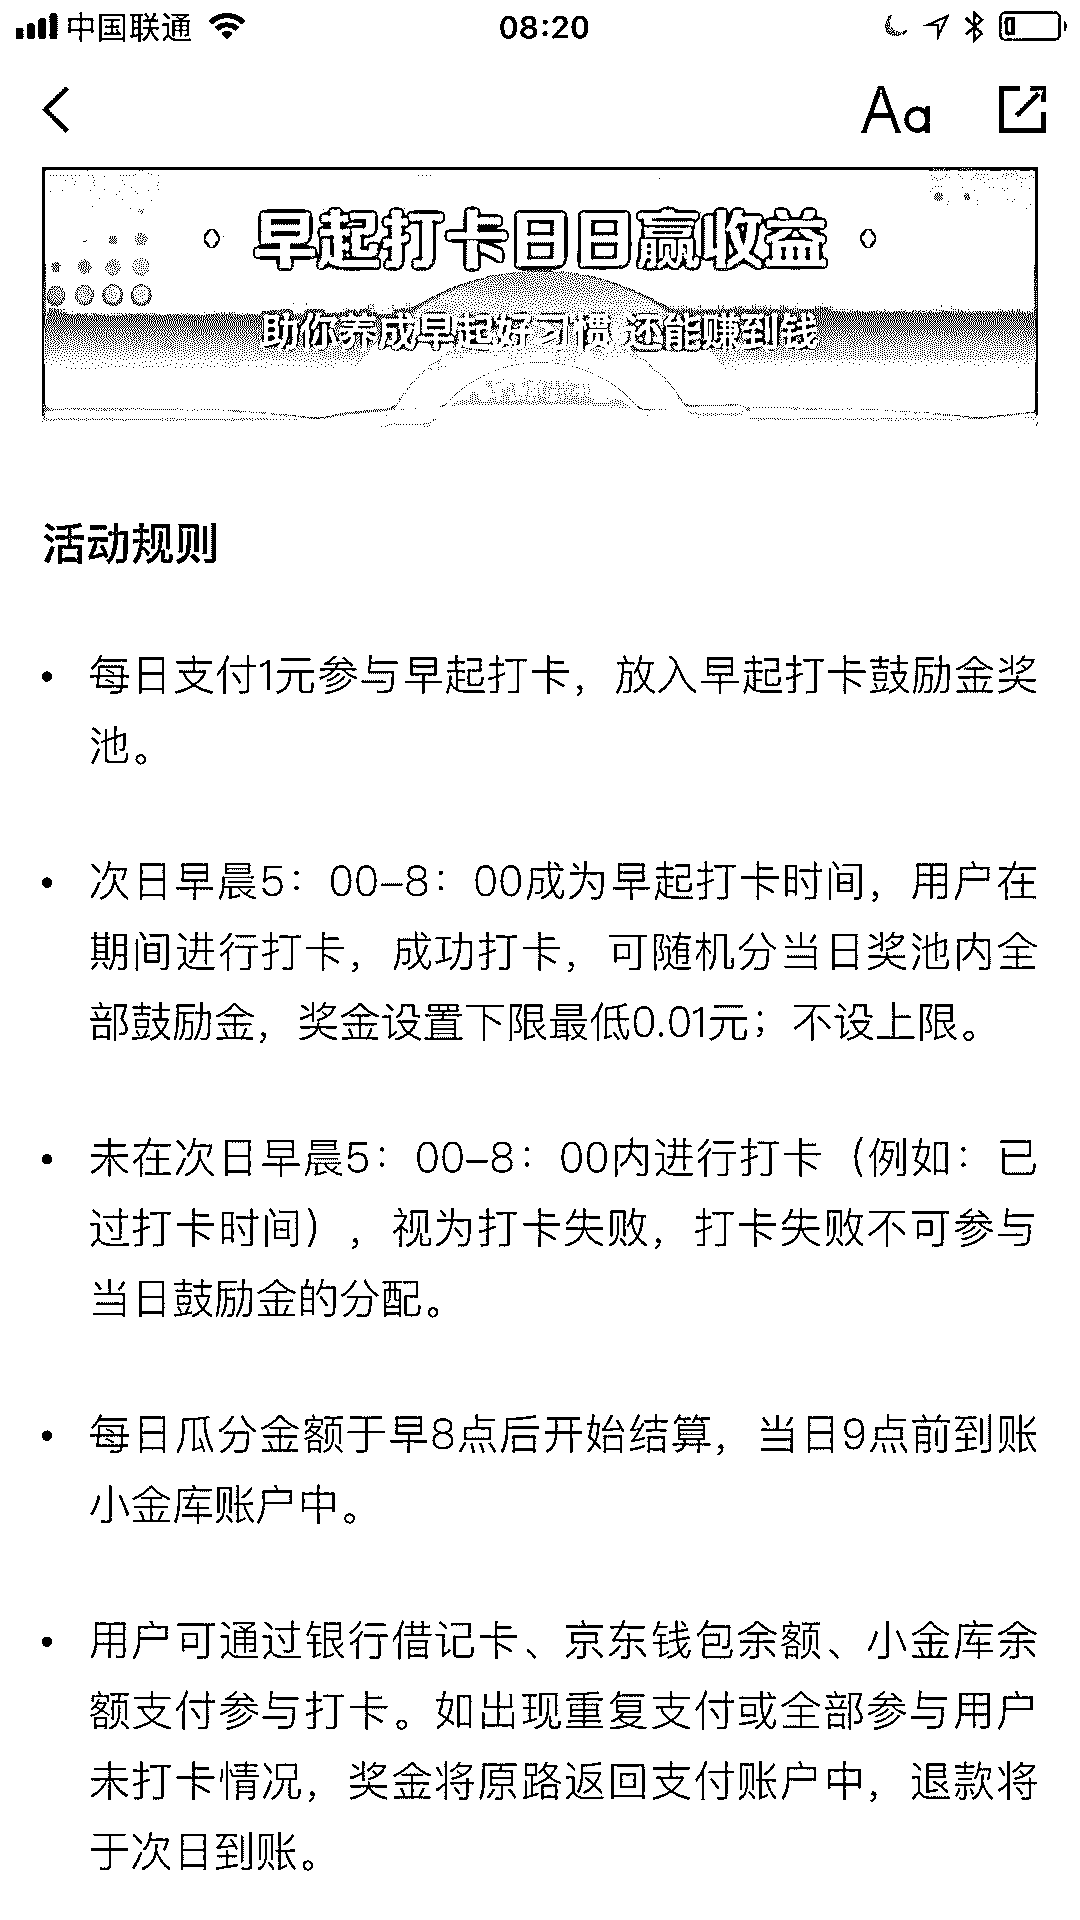 中国联通
08:20
Aa
早起打卡日日赢收益
助你养成早起好习惯 还能赚到钱
活动规则
• 每日支付1元参与早起打卡，放入早起打卡鼓励金奖
池。
• 次日早晨5：00–8：00成为早起打卡时间，用户在
期间进行打卡，成功打卡，可随机分当日奖池内全
部鼓励金，奖金设置下限最低0.01元；不设上限。
• 未在次日早晨5：00–8：00内进行打卡（例如：已
过打卡时间），视为打卡失败，打卡失败不可参与
当日鼓励金的分配。
• 每日瓜分金额于早8点后开始结算，当日9点前到账
小金库账户中。
• 用户可通过银行借记卡、京东钱包余额、小金库余
额支付参与打卡。如出现重复支付或全部参与用户
未打卡情况，奖金将原路返回支付账户中，退款将
于次日到账。